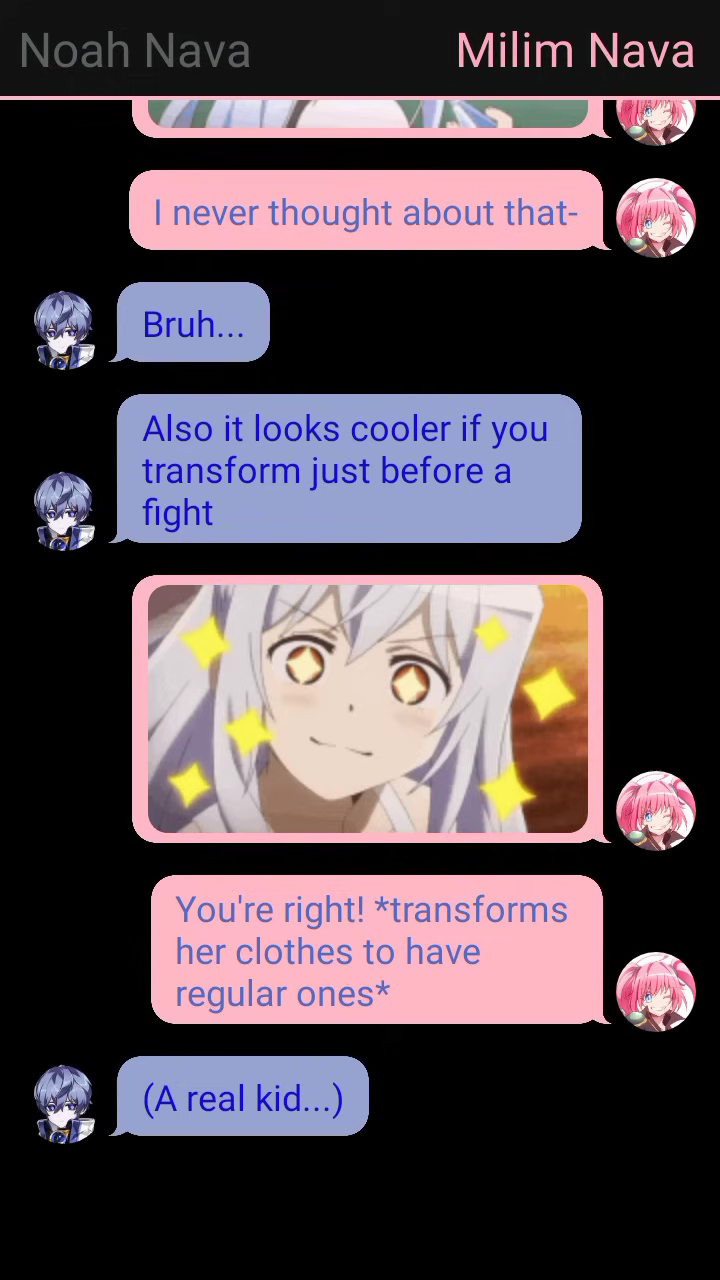 Noah Nava
Milim Nava
I never thought about that-
Bruh...
Also it looks cooler if you
transform just before a
fight
You're right! *transforms
her clothes to have
regular ones*
(A real kid...)